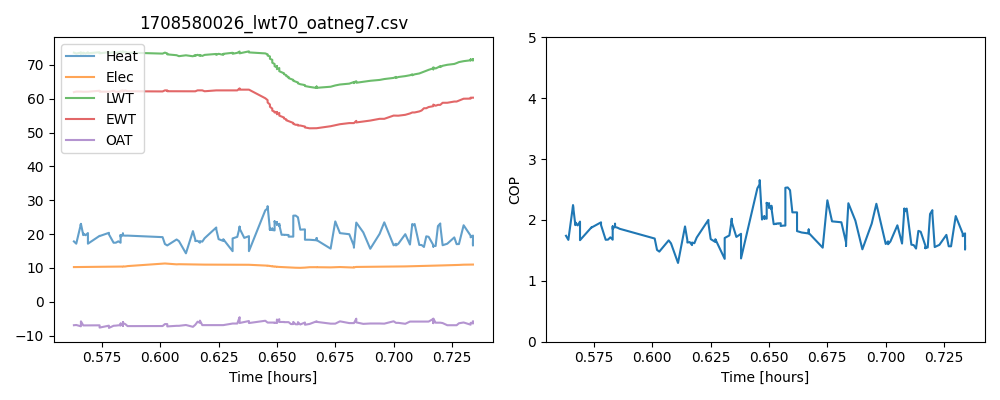 1708580026_lwt70_oatneg7.csv
Heat
Elec
LWT
EWT
OAT
70
60
50
40
30
20
10
0
−10
0.575 0.600 0.625 0.650 0.675 0.700 0.725
Time [hours]
COP
5
4
3
2
1
0
0.575 0.600 0.625 0.650 0.675 0.700 0.725
Time [hours]